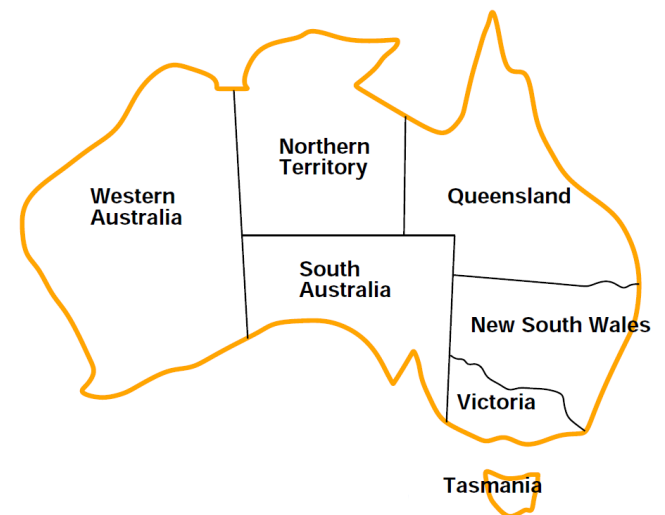 Northern
Territory
Western
Australia
Queensland
South
Australia
New South Wales
Victoria
Tasmania